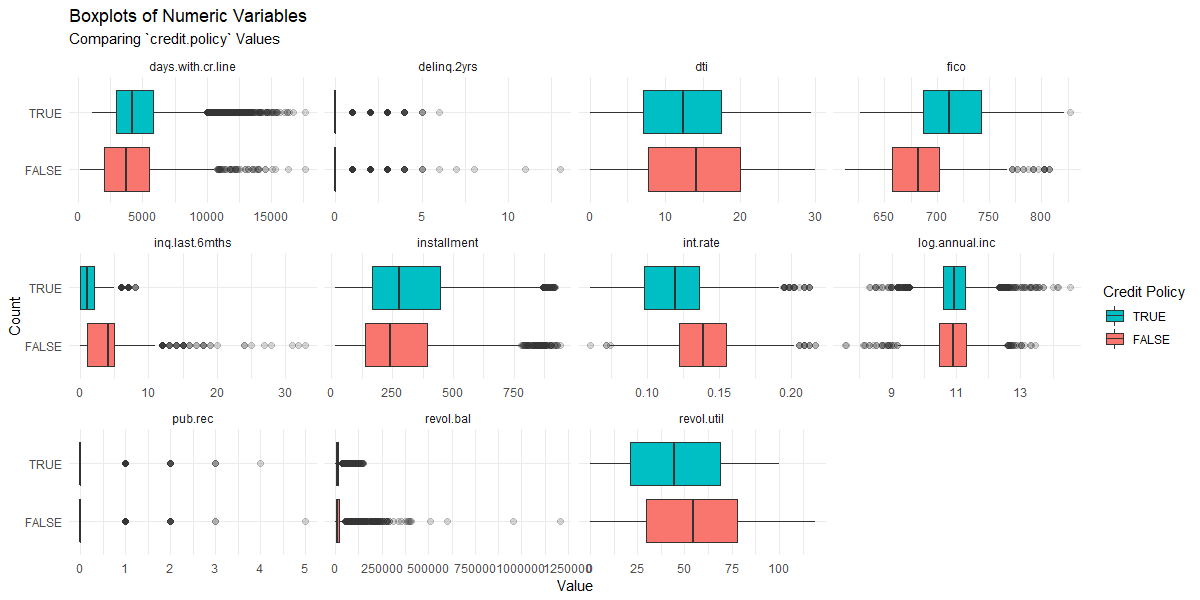 Boxplots of Numeric Variables
Comparing `credit.policy` Values
days.with.cr.line delinq.2yrs dti fico
TRUE
FALSE
0 5000 10000 15000 0 5 10 0 10 20 30 650 700 750 800
inq.last.6mths installment int.rate log.annual.inc
TRUE
FALSE
0 10 20 30 0 250 500 750 0.10 0.15 0.20 9 11 13
pub.rec revol.bal revol.util
TRUE
FALSE
0 1 2 3 4 5 0 250000 500000 750000 1000000 1250000 0 25 50 75 100
Count
Value
Credit Policy
TRUE
FALSE